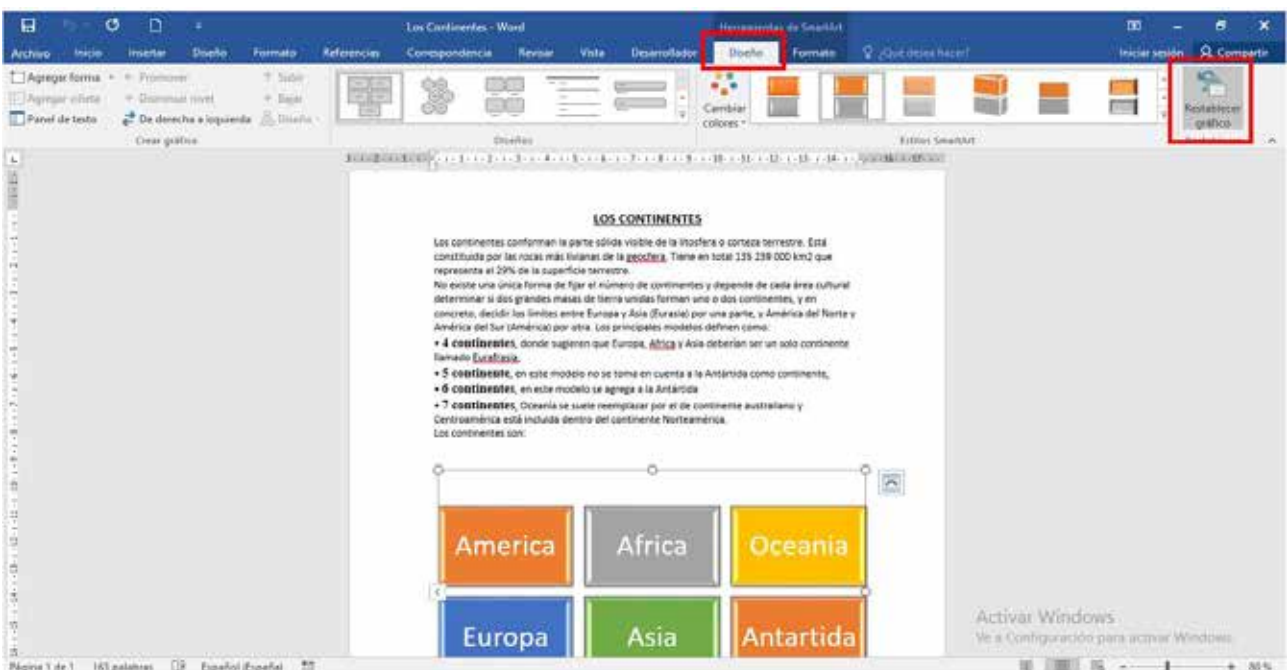 Los Continentes - Word
Herramientas de SmartArt
Archivo Inicio Insertar Diseño Formato Referencias Correspondencia Revisar Vista Desarrollador Diseño Formato ¿Qué desea hacer? Iniciar sesión Compartir
Agregar forma
Promover
Subir
Agregar viñeta
Disminuir nivel
Bajar
Panel de texto
De derecha a izquierda
Diseño
Crear gráfico
Diseños
Cambiar
colores
Estilos SmartArt
Restablecer
gráfico
LOS CONTINENTES
Los continentes conforman la parte sólida visible de la litosfera o corteza terrestre. Está
constituida por las rocas más livianas de la geosfera. Tiene en total 135 239 000 km2 que
representa el 29% de la superficie terrestre.
No existe una única forma de fijar el número de continentes y depende de cada área cultural
determinar si dos grandes masas de tierra unidas forman uno o dos continentes, y en
concreto, decidir los límites entre Europa y Asia (Eurasia) por una parte, y América del Norte y
América del Sur (América) por otra. Los principales modelos definen como:
• 4 continentes, donde sugieren que Europa, Africa y Asia deberían ser un solo continente
llamado Eurafrasia.
• 5 continente, en este modelo no se toma en cuenta a la Antártida como continente,
• 6 continentes, en este modelo se agrega a la Antártida
• 7 continentes, Oceanía se suele reemplazar por el de continente australiano y
Centroamérica está incluida dentro del continente Norteamérica.
Los continentes son:
America Africa Oceania
Europa Asia Antartida
Activar Windows
Ve a Configuración para activar Windows.
Página 1 de 1 163 palabras Español (España) 80 %